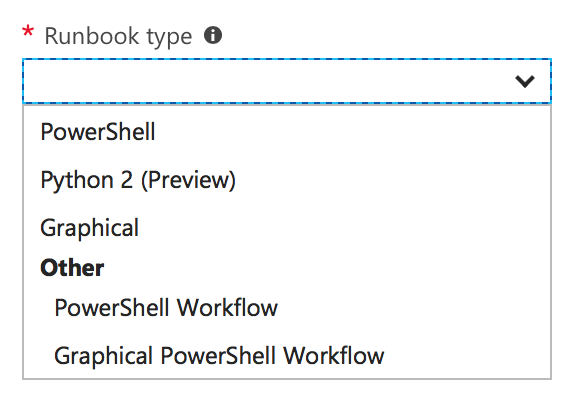 * Runbook type
PowerShell
Python 2 (Preview)
Graphical
Other
PowerShell Workflow
Graphical PowerShell Workflow